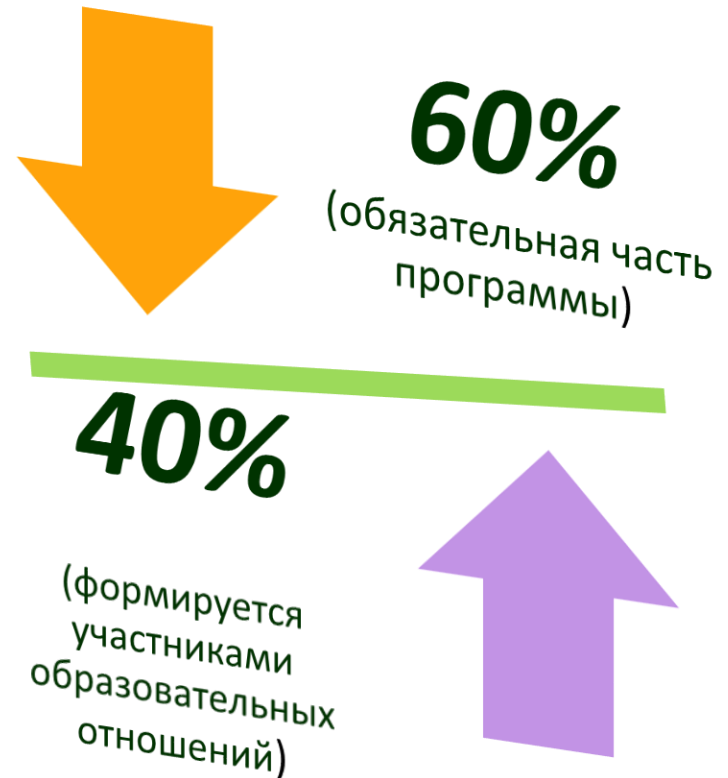 60%
(обязательная часть
программы)
40%
(формируется
участниками
образовательных
отношений)